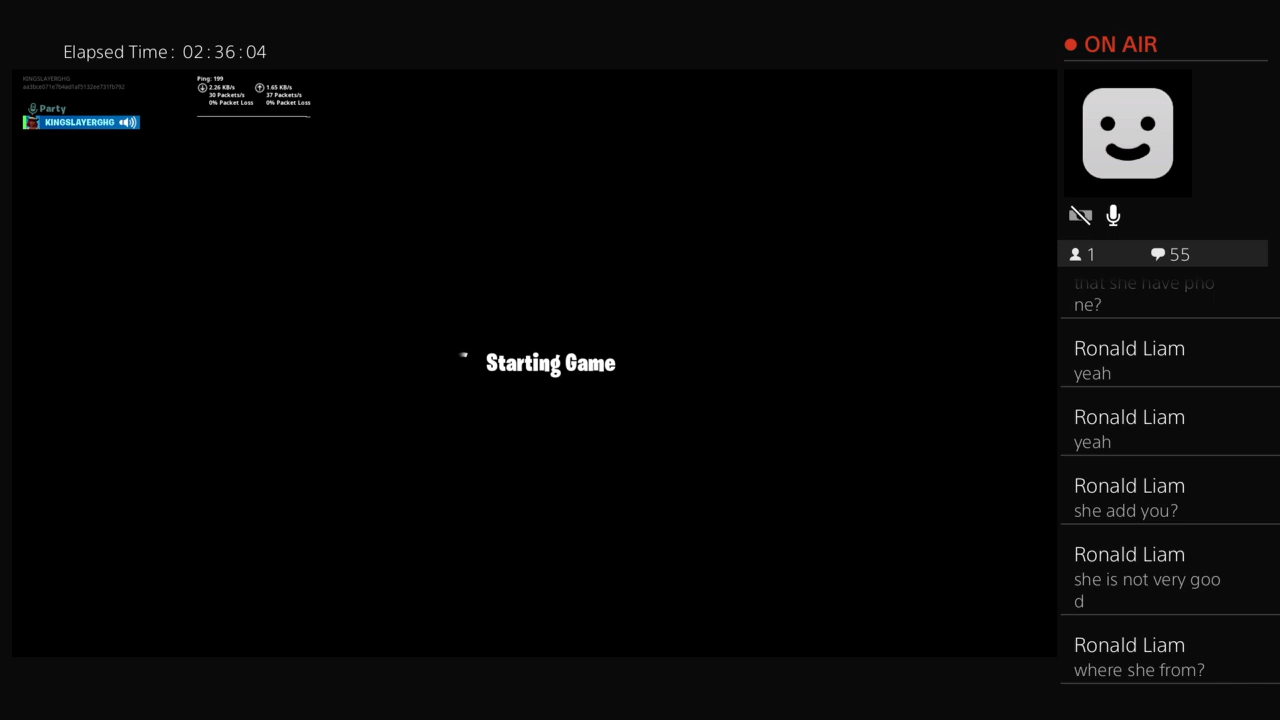 Elapsed Time: 02:36:04
ON AIR
KINGSLAYERGHG
Ping: 199
2.26 KB/s 1.65 KB/s
30 Packets/s 37 Packets/s
0% Packet Loss 0% Packet Loss
Party
KINGSLAYERGHG
1 55
that she have pho
ne?
Ronald Liam
yeah
Ronald Liam
yeah
Starting Game
Ronald Liam
she add you?
Ronald Liam
she is not very goo
d
Ronald Liam
where she from?